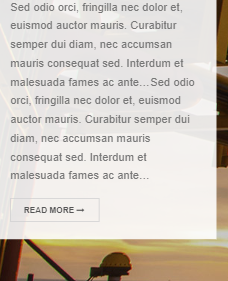 Sed odio orci, fringilla nec dolor et,
euismod auctor mauris. Curabitur
semper dui diam, nec accumsan
mauris consequat sed. Interdum et
malesuada fames ac ante...Sed odio
orci, fringilla nec dolor et, euismod
auctor mauris. Curabitur semper dui
diam, nec accumsan mauris
consequat sed. Interdum et
malesuada fames ac ante...
READ MORE →